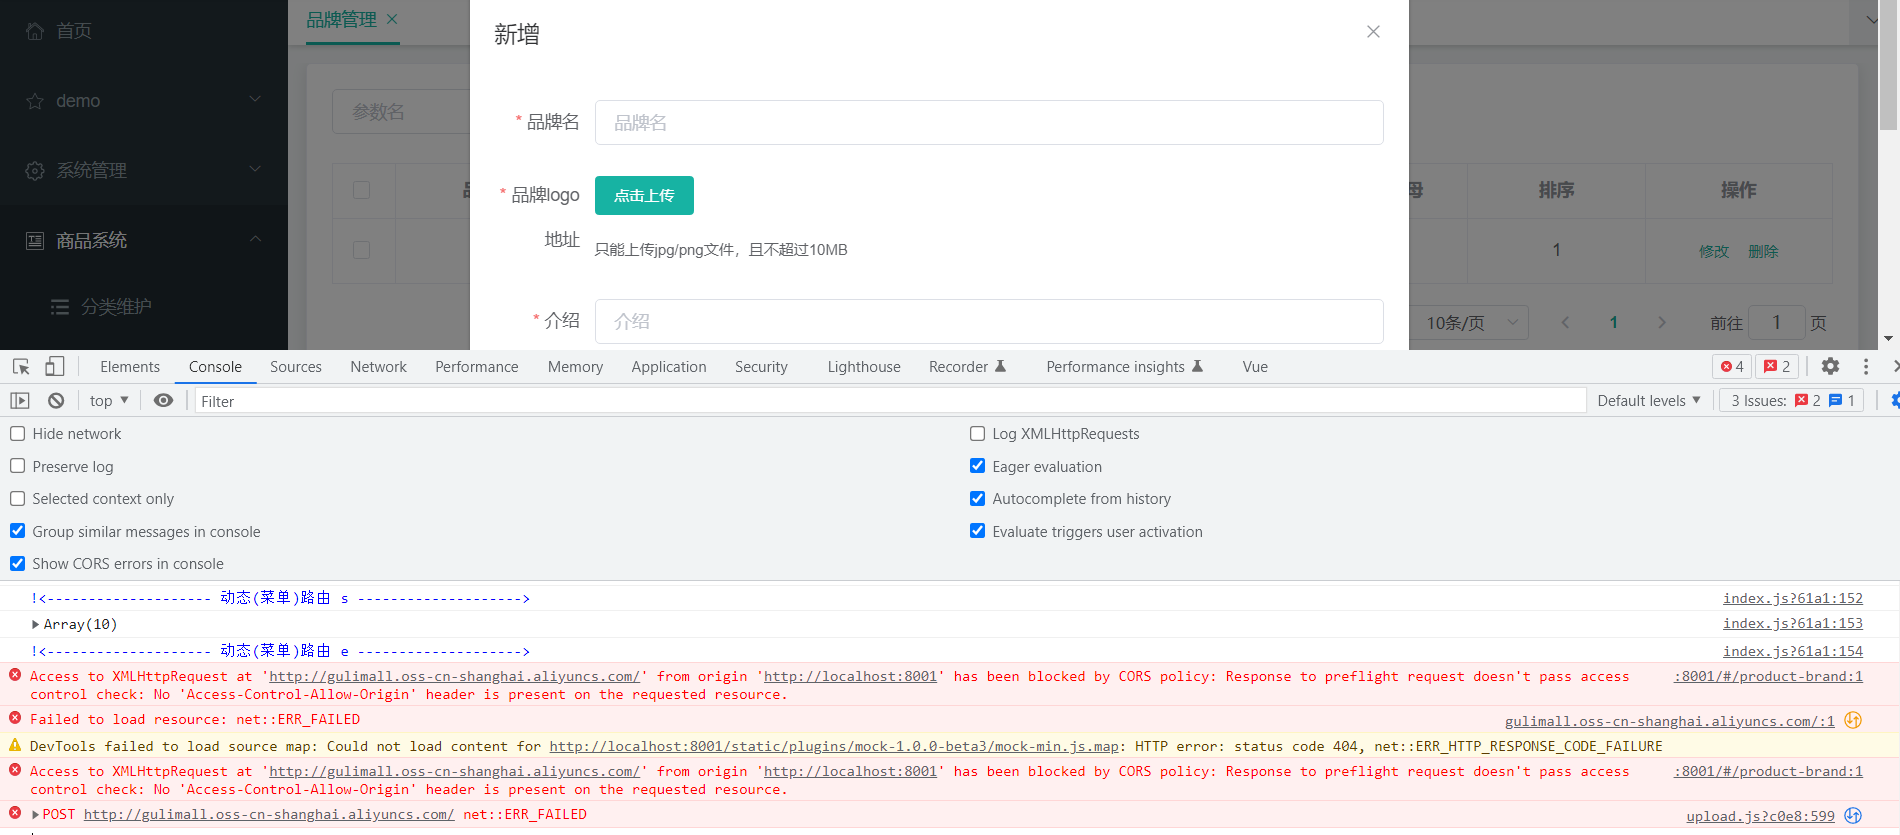 首页
品牌管理
新增
demo
参数名
* 品牌名
品牌名
系统管理
* 品牌logo
点击上传
排序
操作
商品系统
地址
只能上传jpg/png文件，且不超过10MB
1
修改
删除
分类维护
* 介绍
介绍
10条/页
1
前往
1
页
Elements
Console
Sources
Network
Performance
Memory
Application
Security
Lighthouse
Recorder
Performance insights
Vue
4
2
top
Filter
Default levels
3 Issues:
2
1
Hide network
Log XMLHttpRequests
Preserve log
Eager evaluation
Selected context only
Autocomplete from history
Group similar messages in console
Evaluate triggers user activation
Show CORS errors in console
!<-------------------- 动态(菜单)路由 s -------------------->
index.js?61a1:152
Array(10)
index.js?61a1:153
!<-------------------- 动态(菜单)路由 e -------------------->
index.js?61a1:154
Access to XMLHttpRequest at 'http://gulimall.oss-cn-shanghai.aliyuncs.com/' from origin 'http://localhost:8001' has been blocked by CORS policy: Response to preflight request doesn't pass access
:8001/#/product-brand:1
control check: No 'Access-Control-Allow-Origin' header is present on the requested resource.
Failed to load resource: net::ERR_FAILED
gulimall.oss-cn-shanghai.aliyuncs.com/:1
DevTools failed to load source map: Could not load content for http://localhost:8001/static/plugins/mock-1.0.0-beta3/mock-min.js.map: HTTP error: status code 404, net::ERR_HTTP_RESPONSE_CODE_FAILURE
Access to XMLHttpRequest at 'http://gulimall.oss-cn-shanghai.aliyuncs.com/' from origin 'http://localhost:8001' has been blocked by CORS policy: Response to preflight request doesn't pass access
:8001/#/product-brand:1
control check: No 'Access-Control-Allow-Origin' header is present on the requested resource.
POST http://gulimall.oss-cn-shanghai.aliyuncs.com/ net::ERR_FAILED
upload.js?c0e8:599